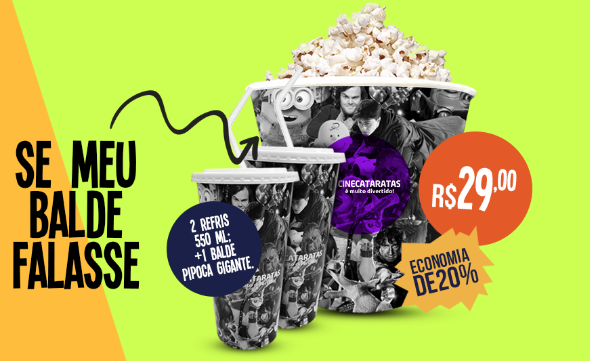 SE MEU
BALDE
FALASSE
2 REFRIS
550 ML:
+1 BALDE
PIPOCA GIGANTE.
CINECATARATAS
é muito divertido!
R$29,00
ECONOMIA
DE20%